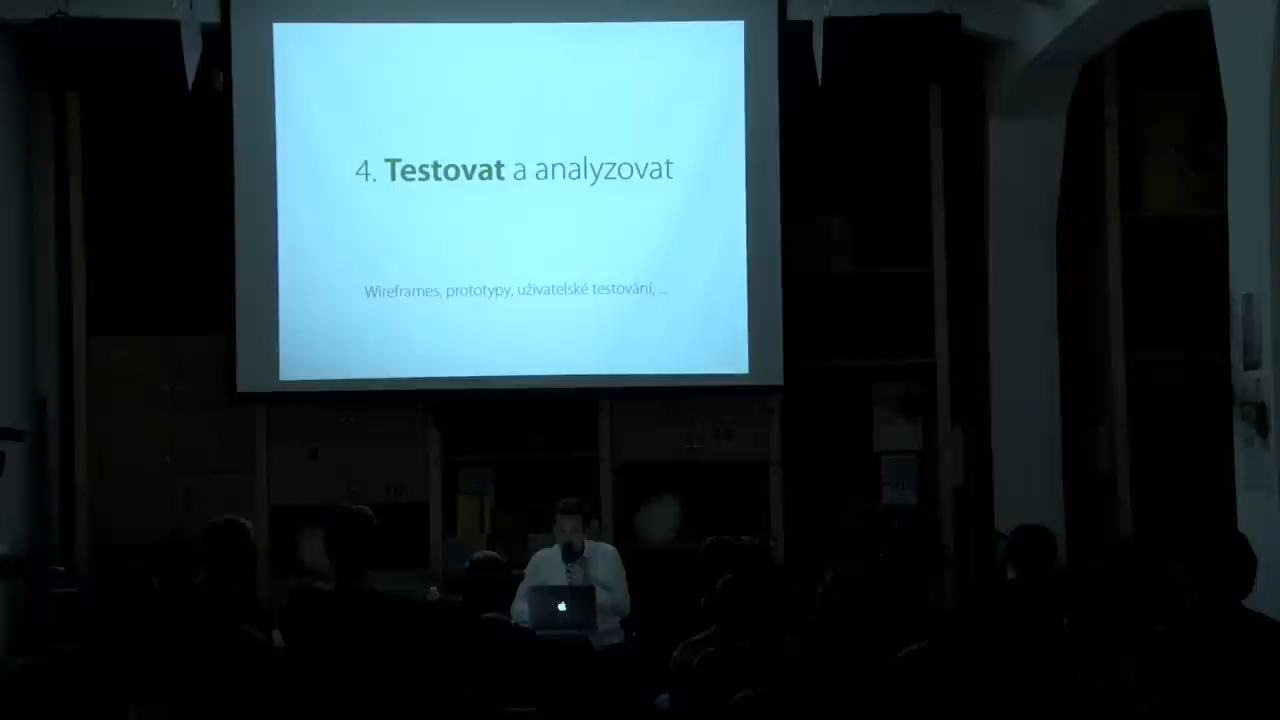 4. Testovat a analyzovat
Wireframes, prototypy, uživatelské testování, ...